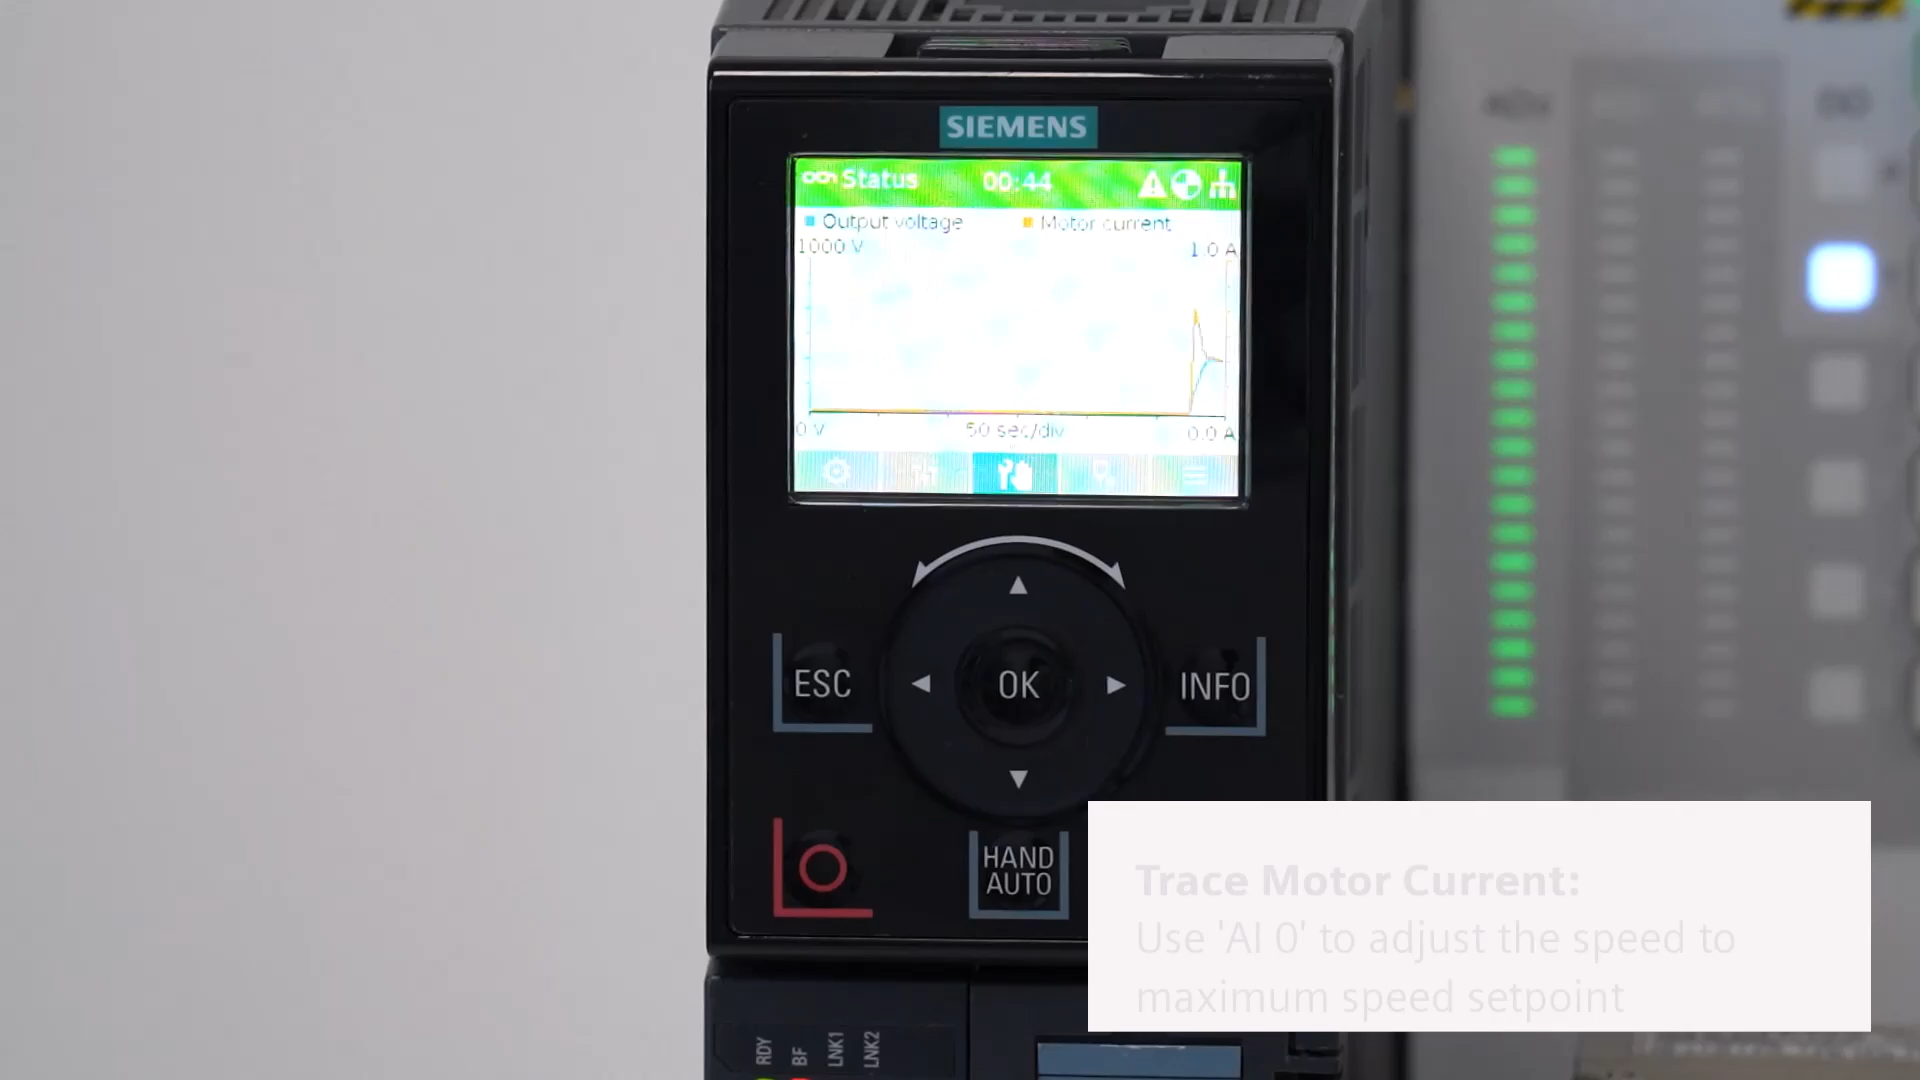 SIEMENS
Status 00:44
Output voltage Motor current
1000 V 1.0 A
0 V 50 sec/div 0.0 A
ESC OK INFO
HAND
AUTO
Trace Motor Current:
Use 'AI 0' to adjust the speed to
maximum speed setpoint
RDY
BF
LNK1
LNK2